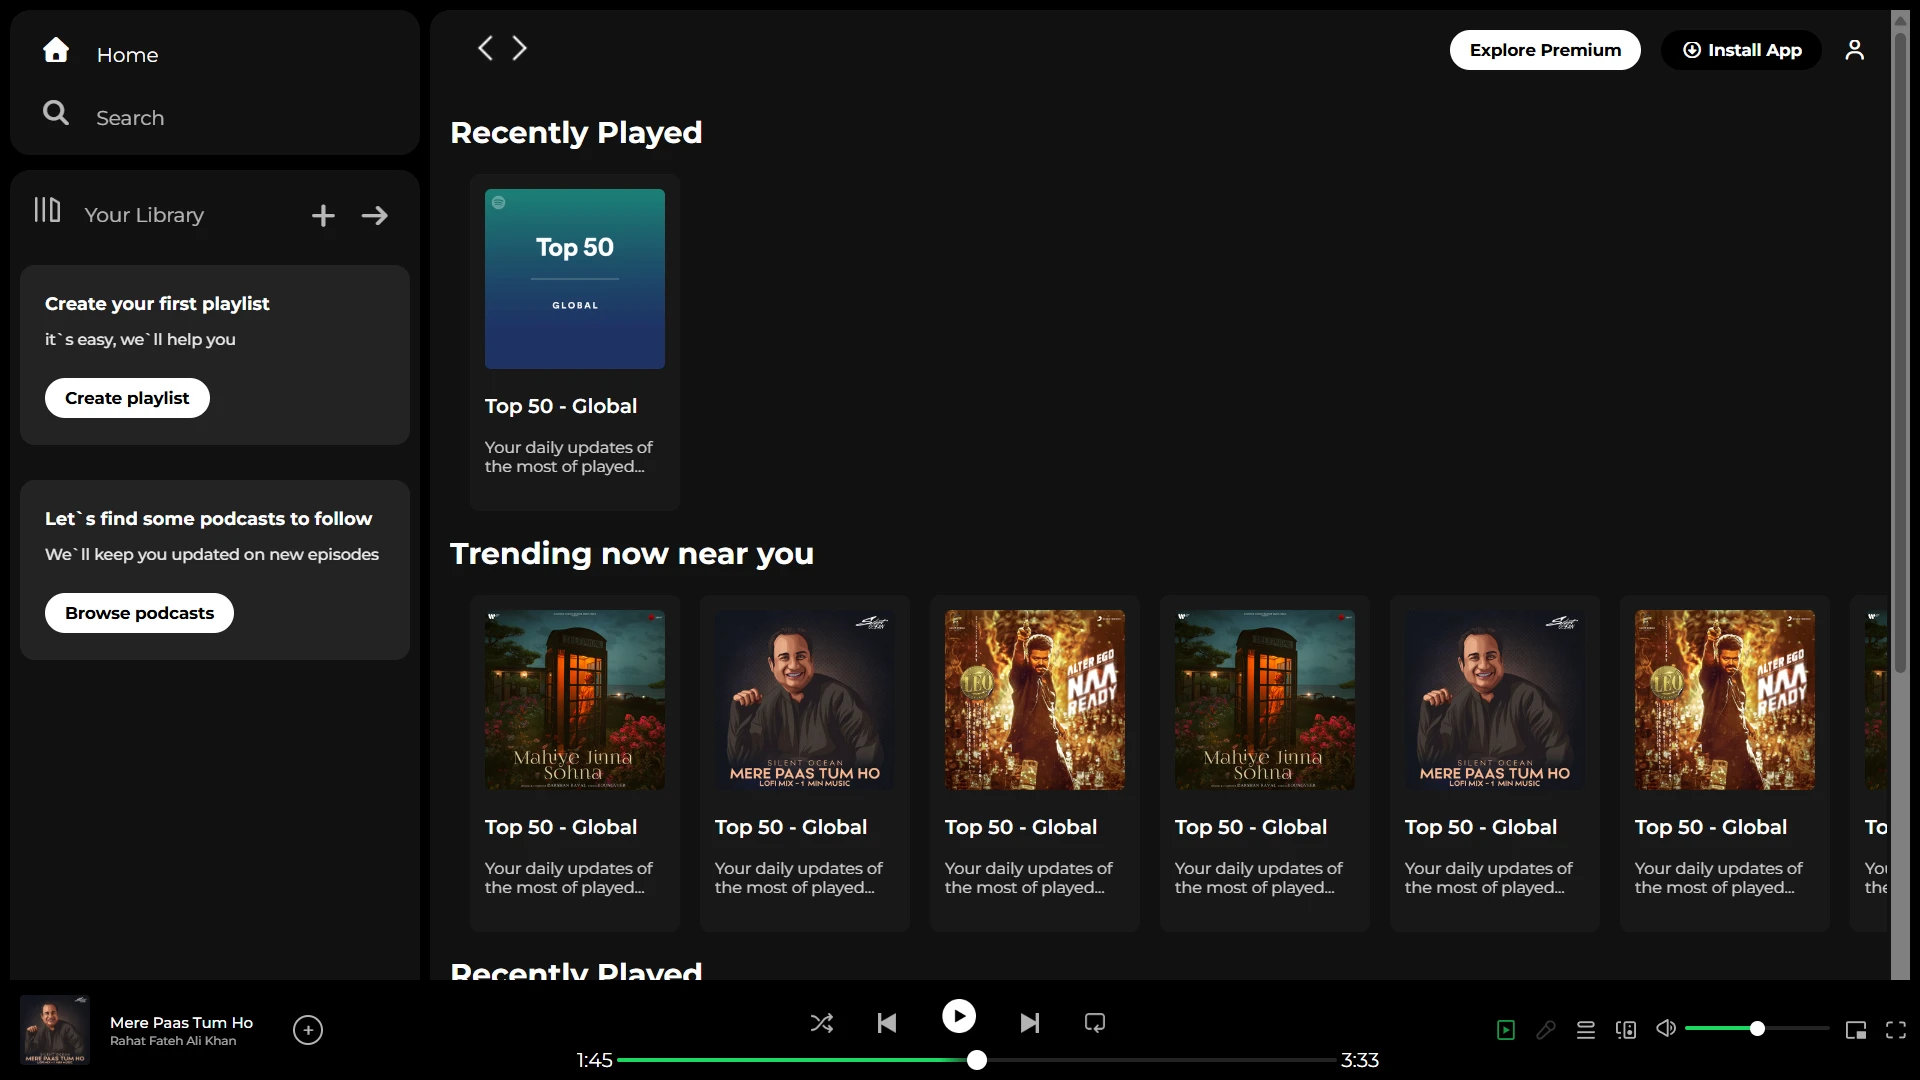 Home
Search
Your Library
Create your first playlist
it`s easy, we`ll help you
Create playlist
Let`s find some podcasts to follow
We`ll keep you updated on new episodes
Browse podcasts
Explore Premium
Install App
Recently Played
Top 50
GLOBAL
Top 50 - Global
Your daily updates of
the most of played...
Trending now near you
Mahiye Jinna
Sohna
Top 50 - Global
Your daily updates of
the most of played...
Silent
Ocean
SILENT OCEAN
MERE PAAS TUM HO
LOFI MIX - 1 MIN MUSIC
Top 50 - Global
Your daily updates of
the most of played...
LEO
ALTER EGO
NAA
READY
Top 50 - Global
Your daily updates of
the most of played...
Mahiye Jinna
Sohna
Top 50 - Global
Your daily updates of
the most of played...
Silent
Ocean
SILENT OCEAN
MERE PAAS TUM HO
LOFI MIX - 1 MIN MUSIC
Top 50 - Global
Your daily updates of
the most of played...
LEO
ALTER EGO
NAA
READY
Top 50 - Global
Your daily updates of
the most of played...
To
You
the
Recently Played
MERE PAAS TUM HO
Mere Paas Tum Ho
Rahat Fateh Ali Khan
1:45
3:33